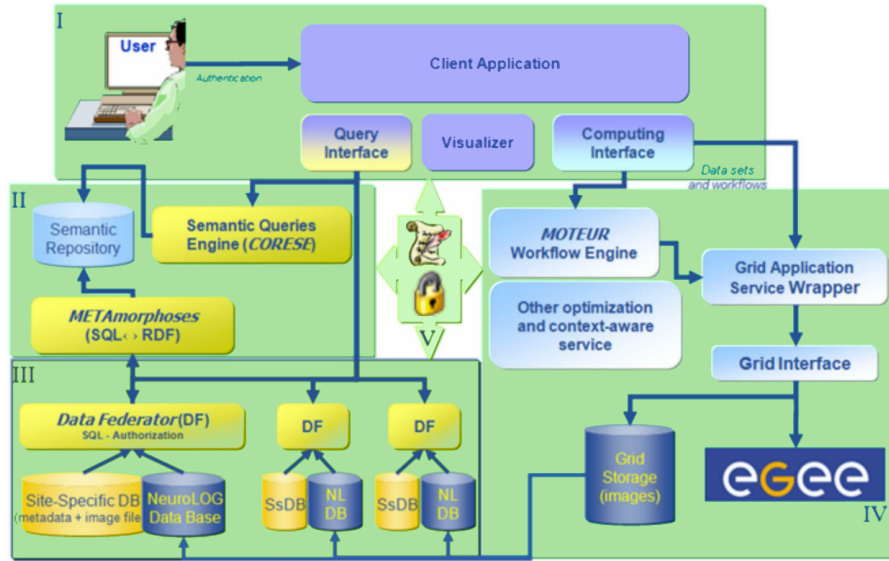 I
User
Authentication
Client Application
Query
Interface
Visualizer
Computing
Interface
Data sets
and workflows
II
Semantic
Repository
Semantic Queries
Engine (CORESE)
MOTEUR
Workflow Engine
Grid Application
Service Wrapper
METAmorphoses
(SQL‹ › RDF)
V
Other optimization
and context-aware
service
Grid Interface
III
Data Federator(DF)
SQL - Authorization
DF
DF
Site-Specific DB
(metadata + image file
NeuroLOG
Data Base
SsDB
NL
DB
SsDB
NL
DB
Grid
Storage
(images)
eGee
IV